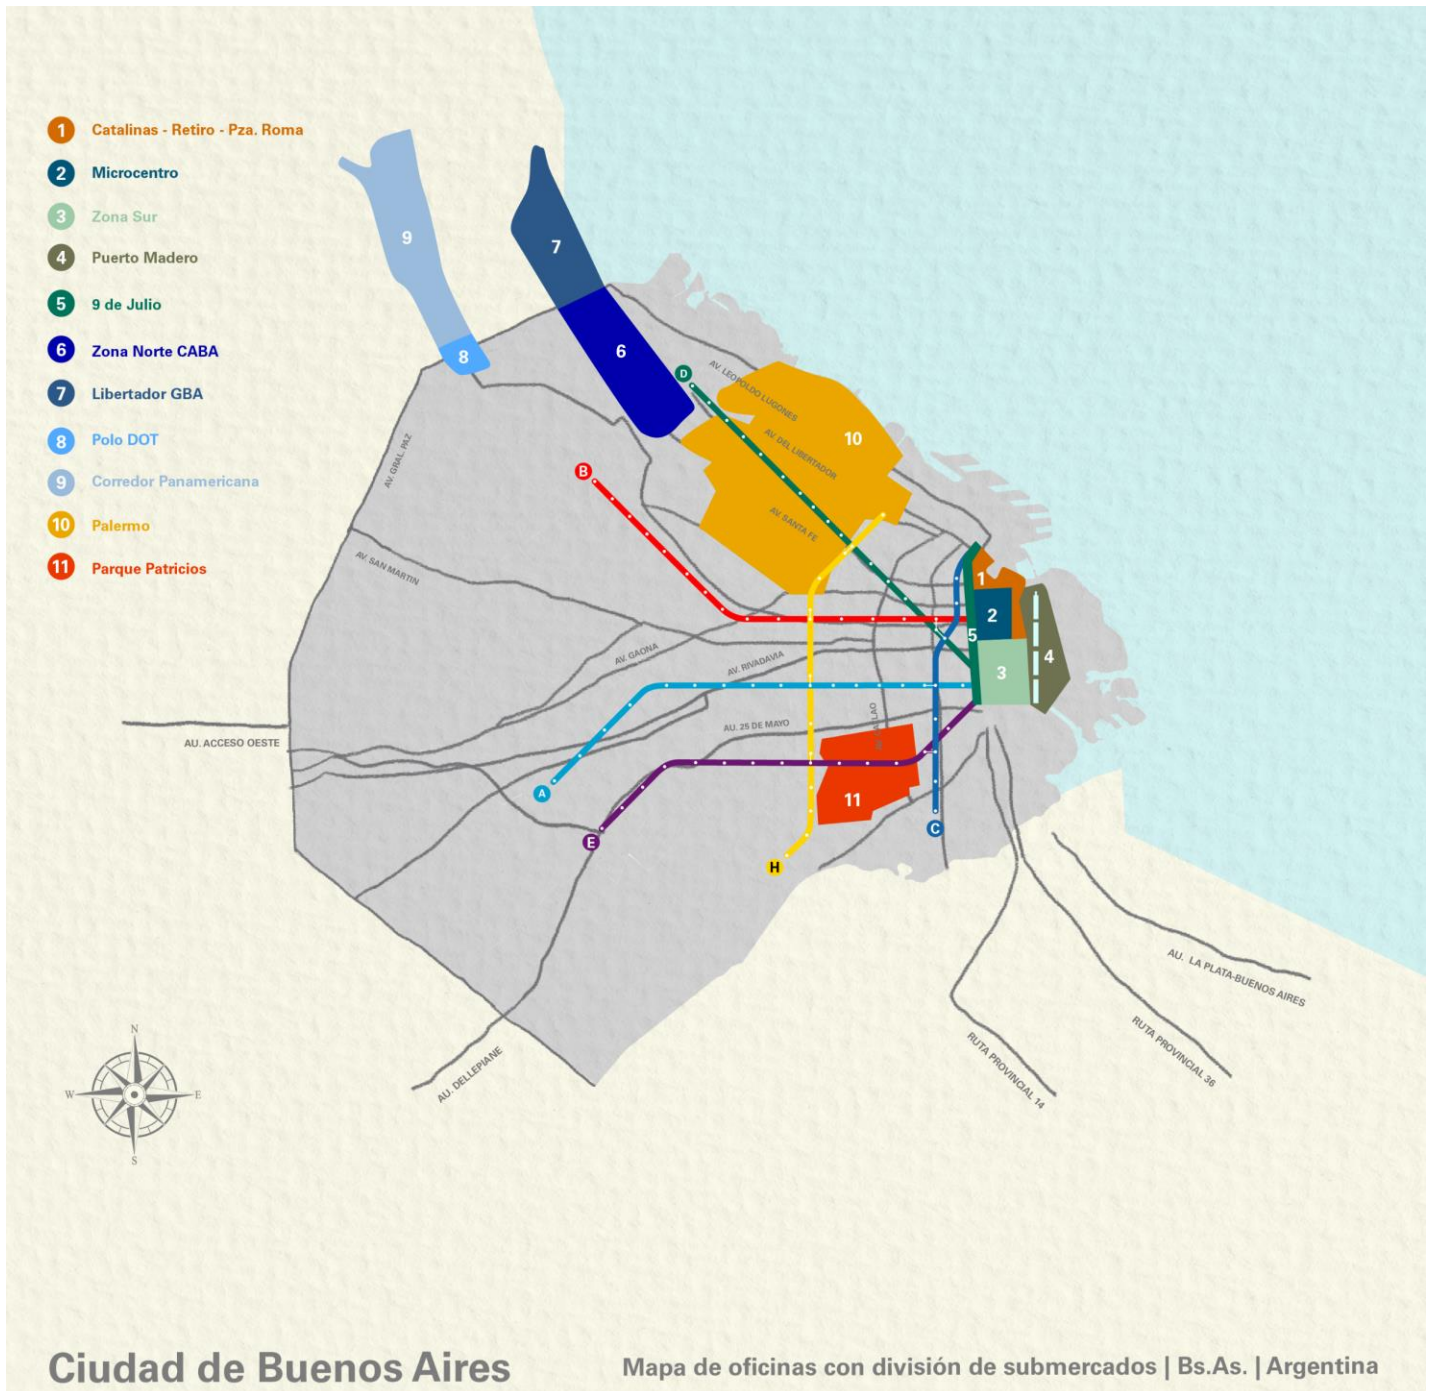 1 Catalinas - Retiro - Pza. Roma
2 Microcentro
3 Zona Sur
4 Puerto Madero
5 9 de Julio
6 Zona Norte CABA
7 Libertador GBA
8 Polo DOT
9 Corredor Panamericana
10 Palermo
11 Parque Patricios
9
7
6
8
D
AV. LEOPOLDO LUGONES
10
AV. DEL LIBERTADOR
AV. GRAL. PAZ
B
AV. SANTA FE
AV. SAN MARTIN
1
2
5
4
3
AV. GAONA
AV. RIVADAVIA
AU. 25 DE MAYO
AU. ACCESO OESTE
A
11
C
E
H
AU. LA PLATA-BUENOS AIRES
RUTA PROVINCIAL 36
RUTA PROVINCIAL 14
AU. DELLEPIANE
N
W
E
S
Ciudad de Buenos Aires
Mapa de oficinas con división de submercados | Bs.As. | Argentina